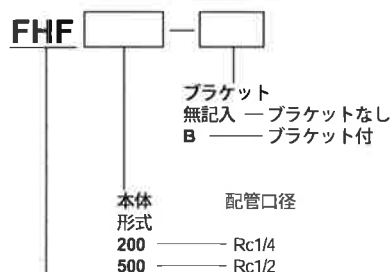 FHF —
ブラケット
無記入 — ブラケットなし
B — ブラケット付
本体 配管口径
形式
200 — Rc1/4
500 — Rc1/2